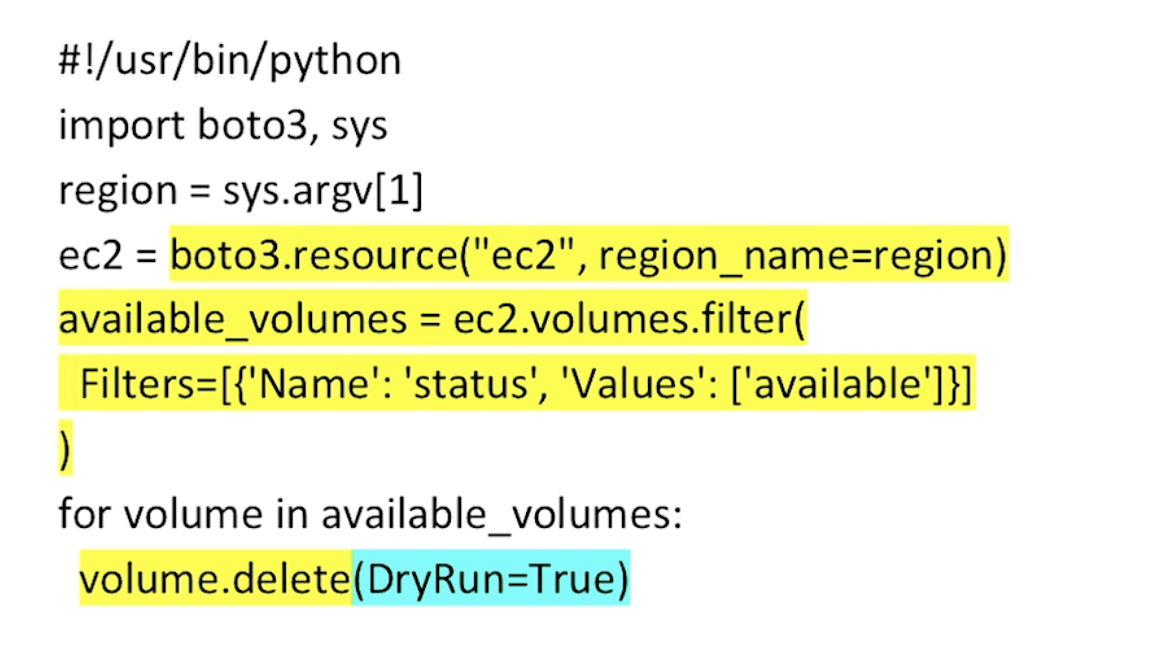 #!/usr/bin/python
import boto3, sys
region = sys.argv[1]
ec2 = boto3.resource("ec2", region_name=region)
available_volumes = ec2.volumes.filter(
  Filters=[{'Name': 'status', 'Values': ['available']}]
)
for volume in available_volumes:
  volume.delete(DryRun=True)